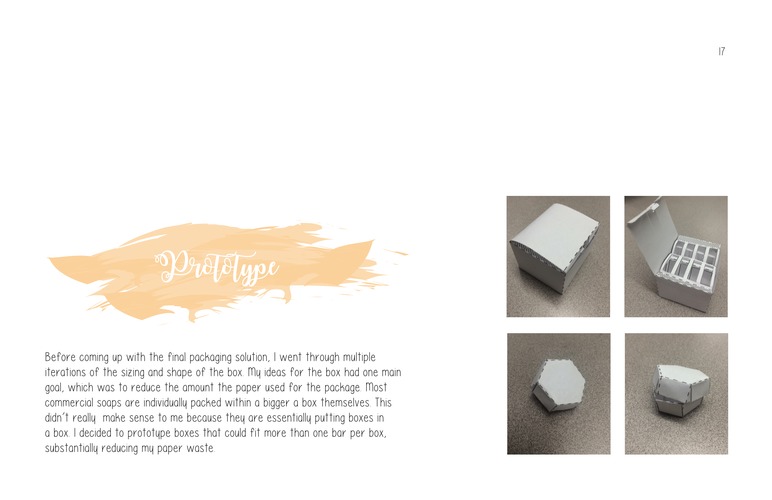 17
Prototype
Before coming up with the final packaging solution, I went through multiple
iterations of the sizing and shape of the box. My ideas for the box had one main
goal, which was to reduce the amount the paper used for the package. Most
commercial soaps are individually packed within a bigger a box themselves. This
didn't really make sense to me because they are essentially putting boxes in
a box. I decided to prototype boxes that could fit more than one bar per box,
substantially reducing my paper waste.